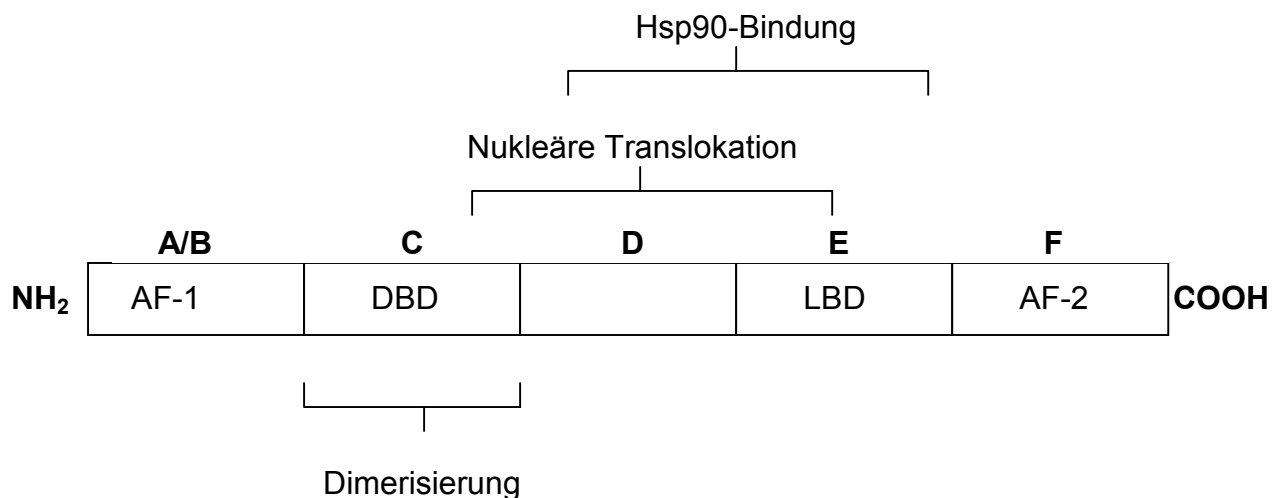 Hsp90-Bindung
Nukleäre Translokation
A/B C D E F
NH₂ AF-1 DBD LBD AF-2 COOH
Dimerisierung